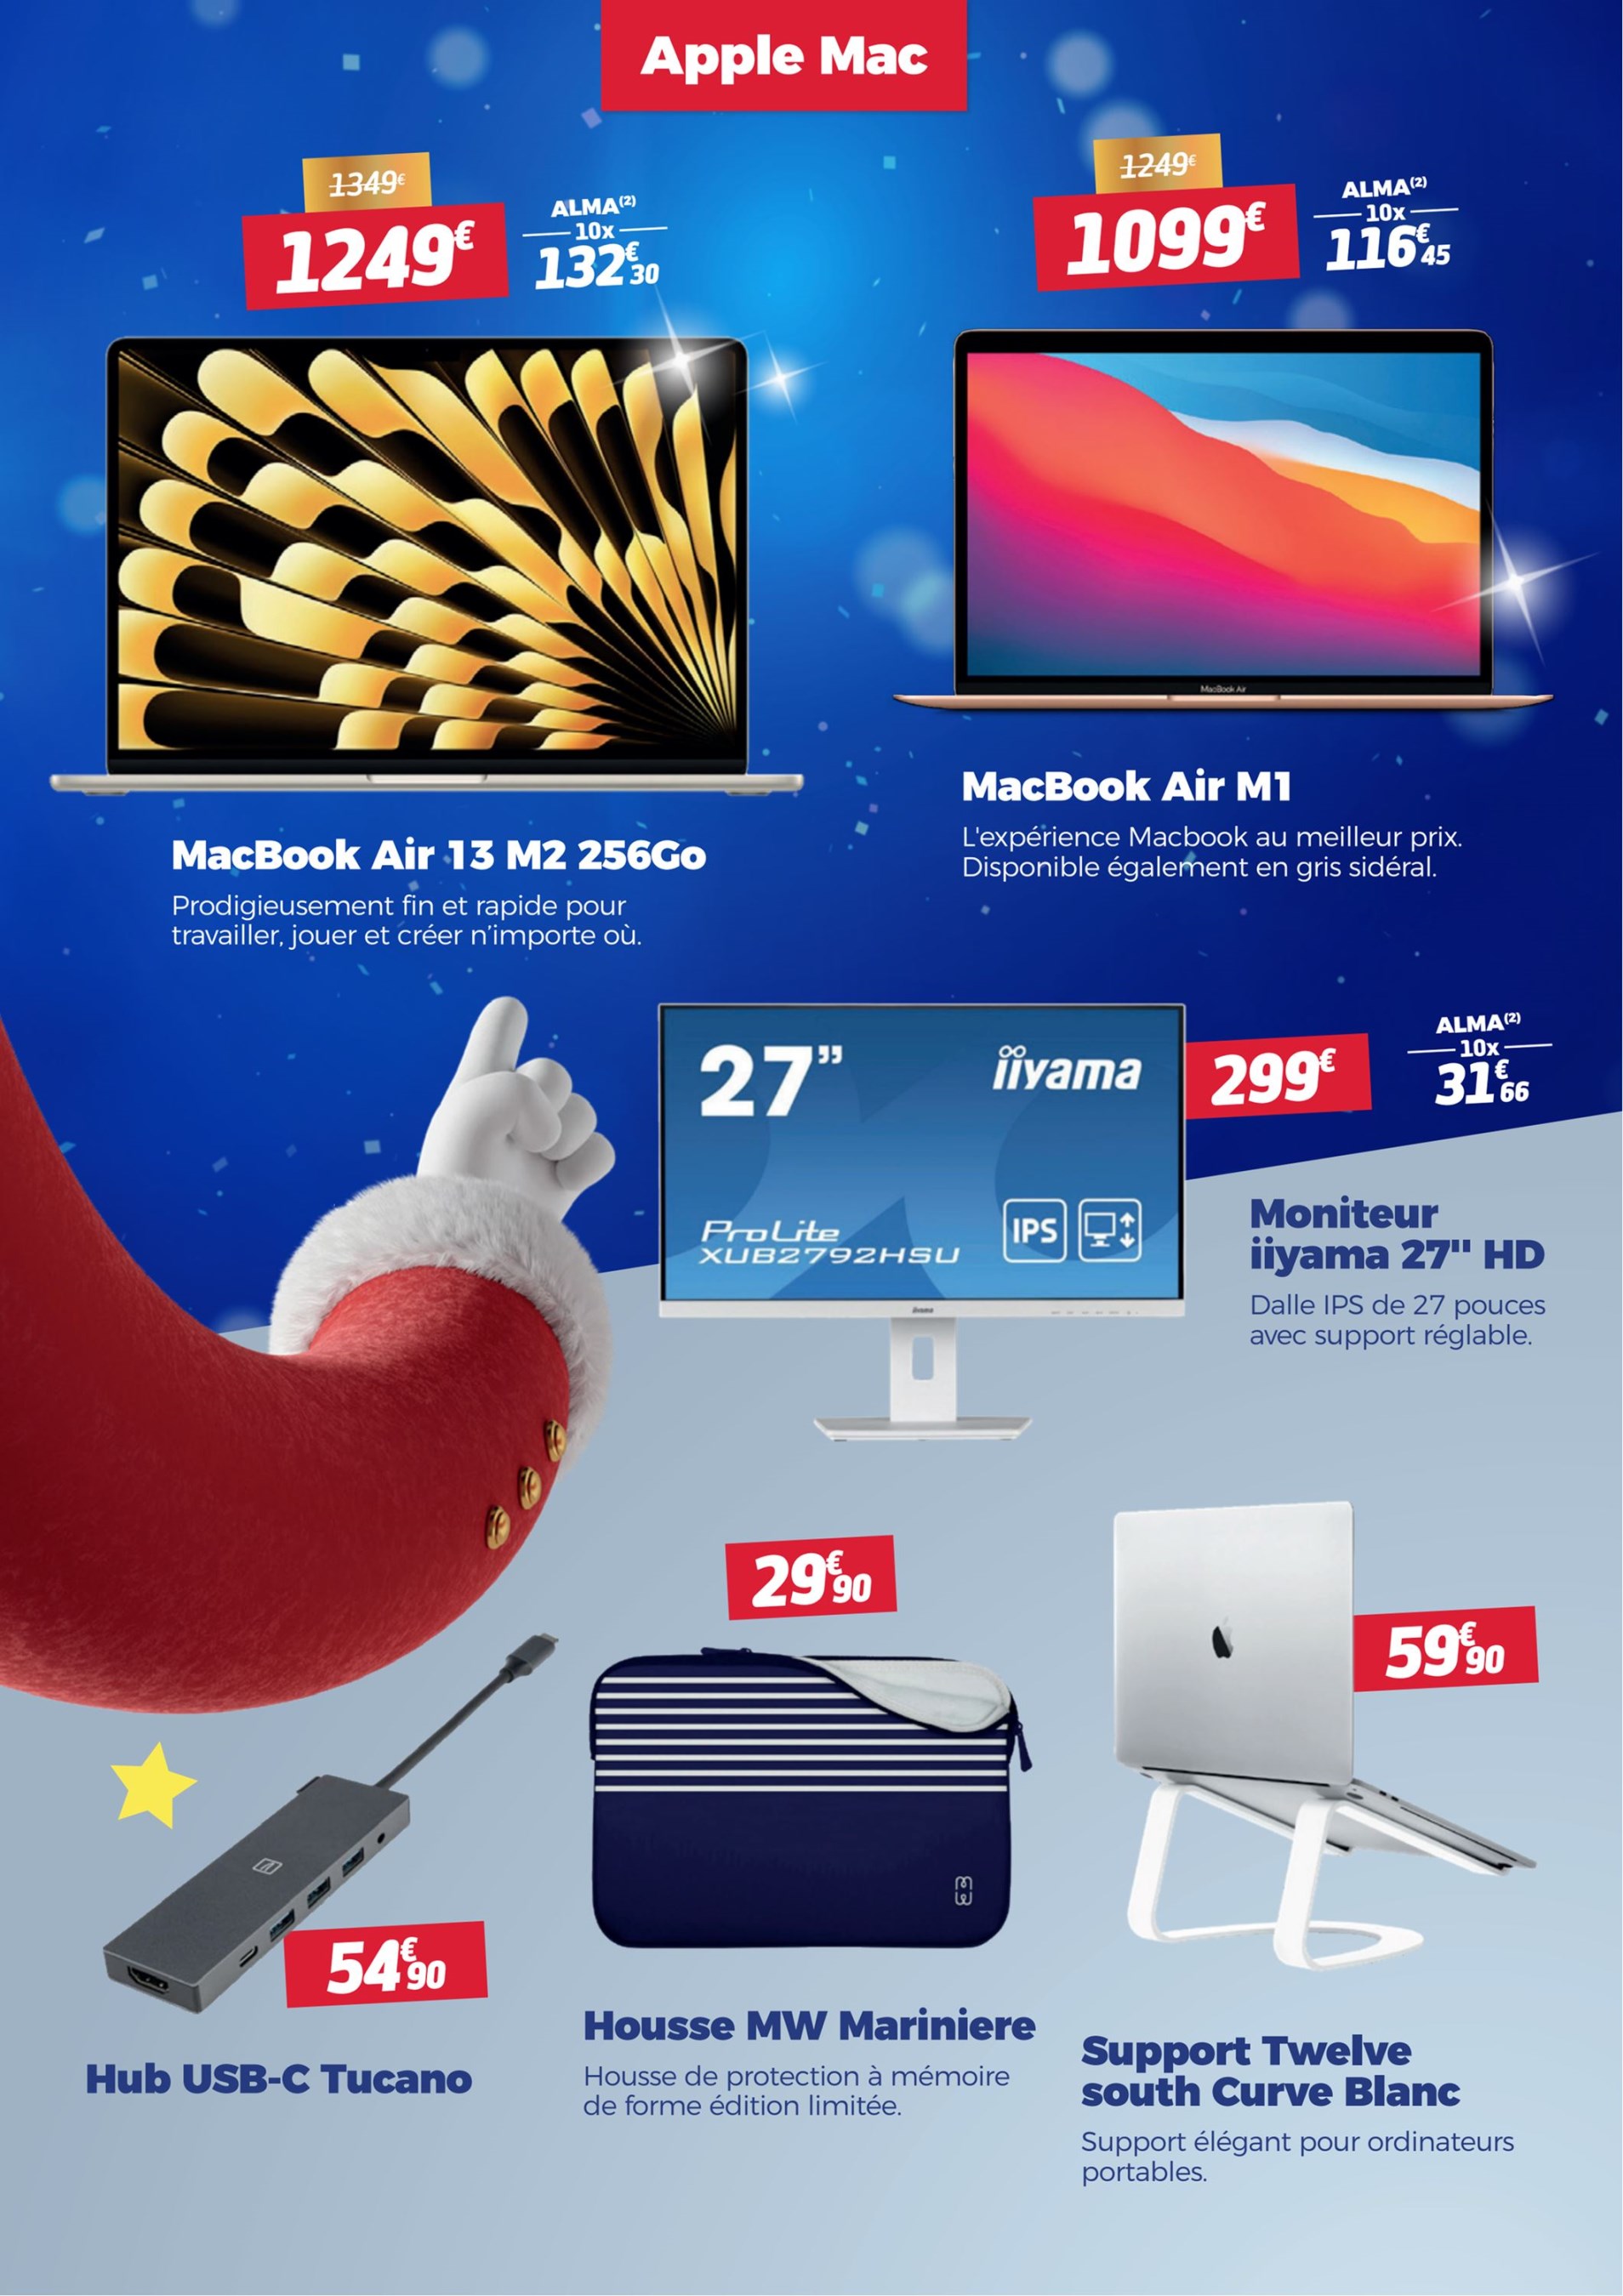 Apple Mac
1349€
1249€
ALMA(2)
10x
132€30
1249€
1099€
ALMA(2)
10x
116€45
MacBook Air
MacBook Air M1
L'expérience Macbook au meilleur prix.
Disponible également en gris sidéral.
MacBook Air 13 M2 256Go
Prodigieusement fin et rapide pour
travailler, jouer et créer n’importe où.
27”
iiyama
ProLite
XUB2792HSU
IPS
iiyama
299€
ALMA(2)
10x
31€66
Moniteur
iiyama 27" HD
Dalle IPS de 27 pouces
avec support réglable.
29€90
59€90
MW
54€90
Hub USB-C Tucano
Housse MW Mariniere
Housse de protection à mémoire
de forme édition limitée.
Support Twelve
south Curve Blanc
Support élégant pour ordinateurs
portables.